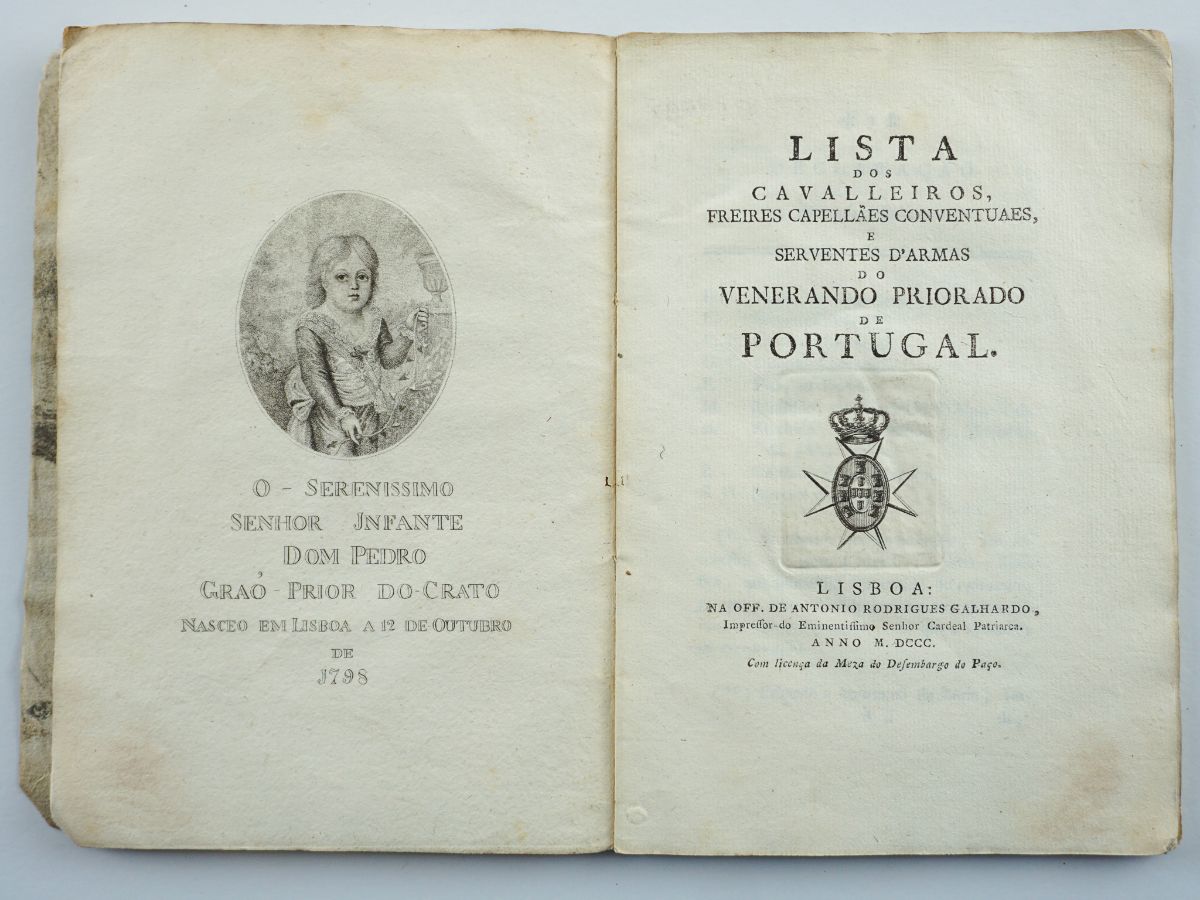 O - SERENISSIMO
SENHOR JNFANTE
DOM PEDRO
GRAÓ - PRIOR DO-CRATO
NASCEO EM LISBOA A 12 DE OUTUBRO
DE
1798
LISTA
DOS
CAVALLEIROS,
FREIRES CAPELLÃES CONVENTUAES,
E
SERVENTES D'ARMAS
DO
VENERANDO PRIORADO
DE
PORTUGAL.
LISBOA:
NA OFF. DE ANTONIO RODRIGUES GALHARDO,
Impreſſor do Eminentiſſimo Senhor Cardeal Patriarca.
ANNO M. DCCC.
Com licença da Meza do Deſembargo do Paço.